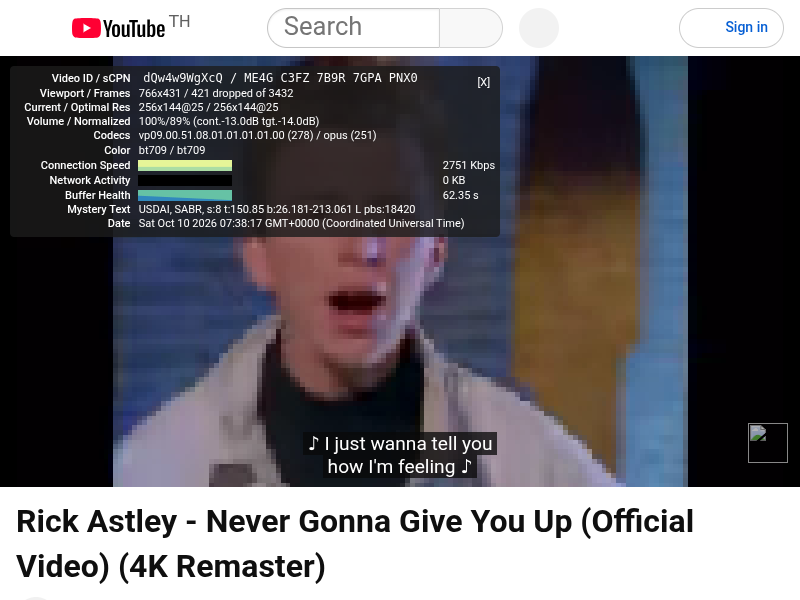 YouTube TH
Search
Sign in
Video ID / sCPN dQw4w9WgXcQ / ME4G C3FZ 7B9R 7GPA PNX0
[X]
Viewport / Frames 766x431 / 421 dropped of 3432
Current / Optimal Res 256x144@25 / 256x144@25
Volume / Normalized 100%/89% (cont.-13.0dB tgt.-14.0dB)
Codecs vp09.00.51.08.01.01.01.01.00 (278) / opus (251)
Color bt709 / bt709
Connection Speed 2751 Kbps
Network Activity 0 KB
Buffer Health 62.35 s
Mystery Text USDAI, SABR, s:8 t:150.85 b:26.181-213.061 L pbs:18420
Date Sat Oct 10 2026 07:38:17 GMT+0000 (Coordinated Universal Time)
♪ I just wanna tell you
how I'm feeling ♪
Rick Astley - Never Gonna Give You Up (Official
Video) (4K Remaster)